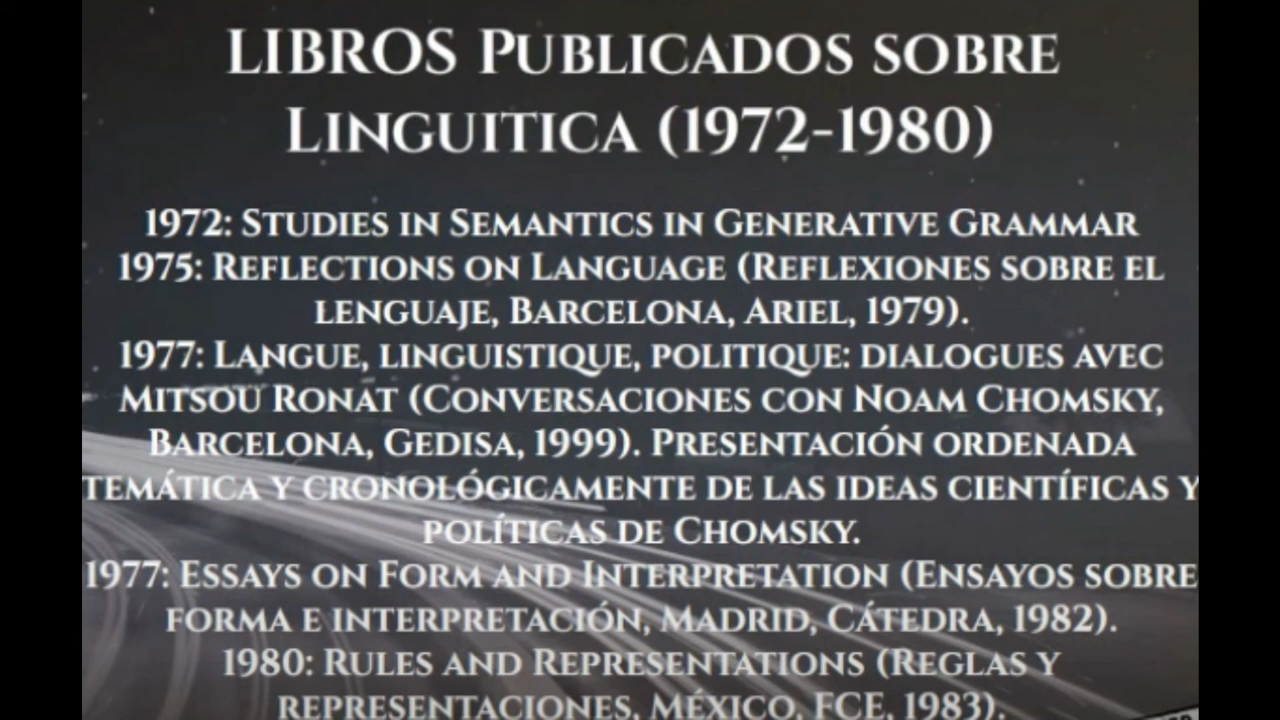 LIBROS PUBLICADOS SOBRE
LINGUITICA (1972-1980)
1972: STUDIES IN SEMANTICS IN GENERATIVE GRAMMAR
1975: REFLECTIONS ON LANGUAGE (REFLEXIONES SOBRE EL
LENGUAJE, BARCELONA, ARIEL, 1979).
1977: LANGUE, LINGUISTIQUE, POLITIQUE: DIALOGUES AVEC
MITSOU RONAT (CONVERSACIONES CON NOAM CHOMSKY,
BARCELONA, GEDISA, 1999). PRESENTACIÓN ORDENADA
TEMÁTICA Y CRONOLÓGICAMENTE DE LAS IDEAS CIENTÍFICAS Y
POLÍTICAS DE CHOMSKY.
1977: ESSAYS ON FORM AND INTERPRETATION (ENSAYOS SOBRE
FORMA E INTERPRETACIÓN, MADRID, CÁTEDRA, 1982).
1980: RULES AND REPRESENTATIONS (REGLAS Y
REPRESENTACIONES, MÉXICO, FCE, 1983).